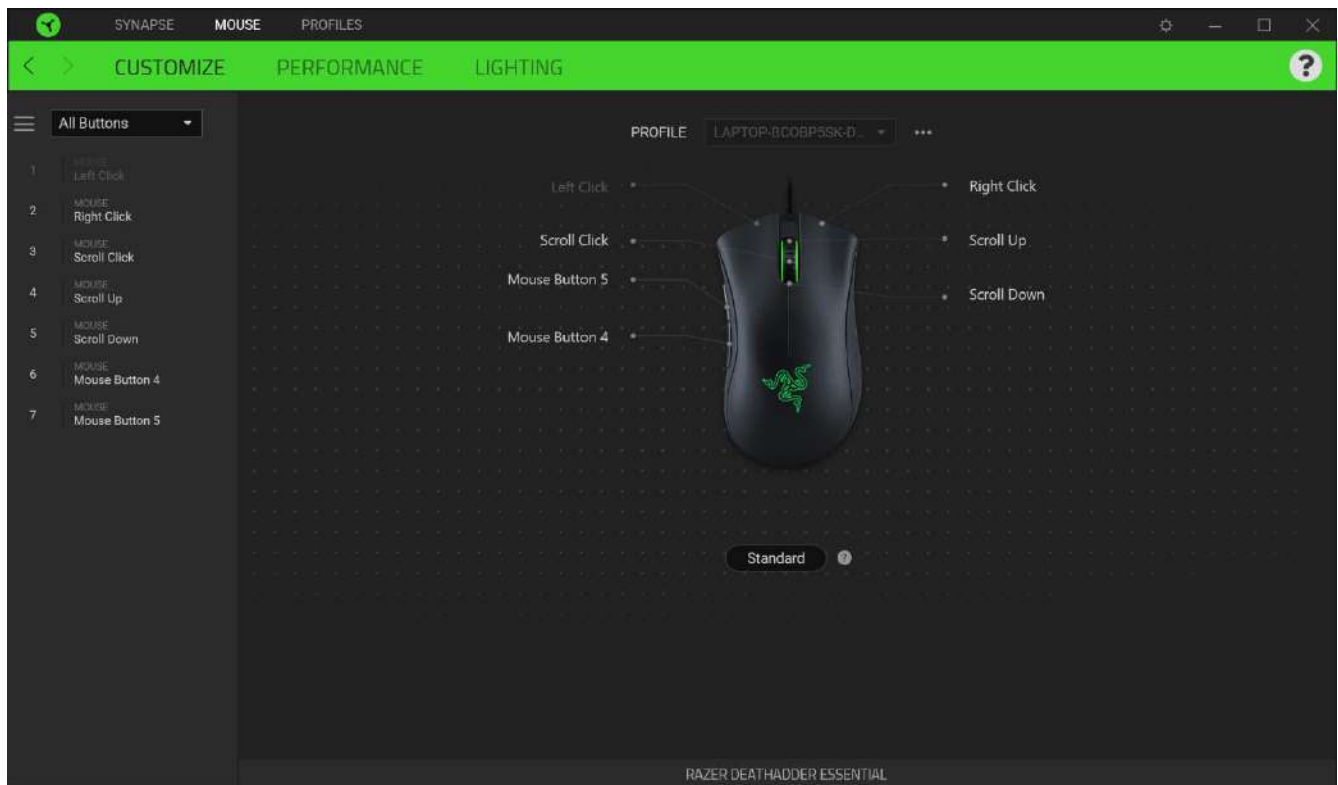 SYNAPSE MOUSE PROFILES
CUSTOMIZE PERFORMANCE LIGHTING ?
All Buttons
PROFILE LAPTOP-BCOBP5SK-D... •••
1 MOUSE
Left Click
2 MOUSE
Right Click
3 MOUSE
Scroll Click
4 MOUSE
Scroll Up
5 MOUSE
Scroll Down
6 MOUSE
Mouse Button 4
7 MOUSE
Mouse Button 5
Left Click
Scroll Click
Mouse Button 5
Mouse Button 4
Right Click
Scroll Up
Scroll Down
Standard ?
RAZER DEATHADDER ESSENTIAL